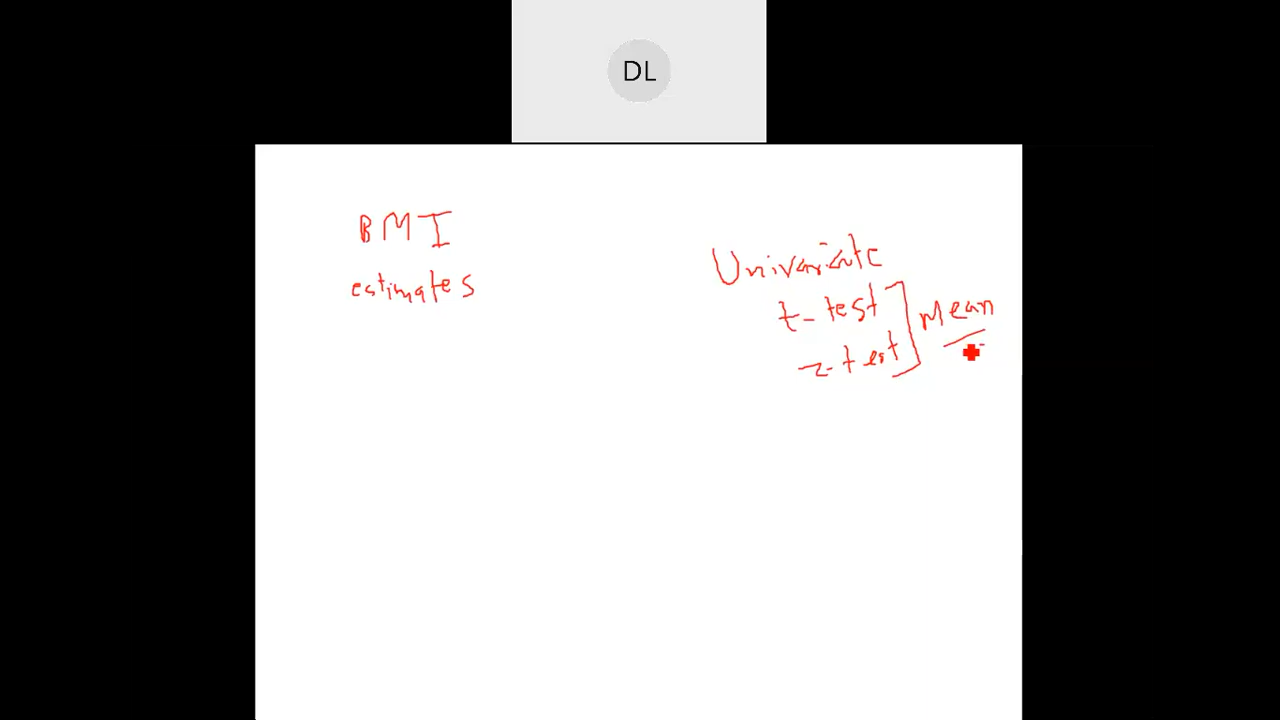 DL
BMI
estimates
Univariate
t-test
z-test
Mean